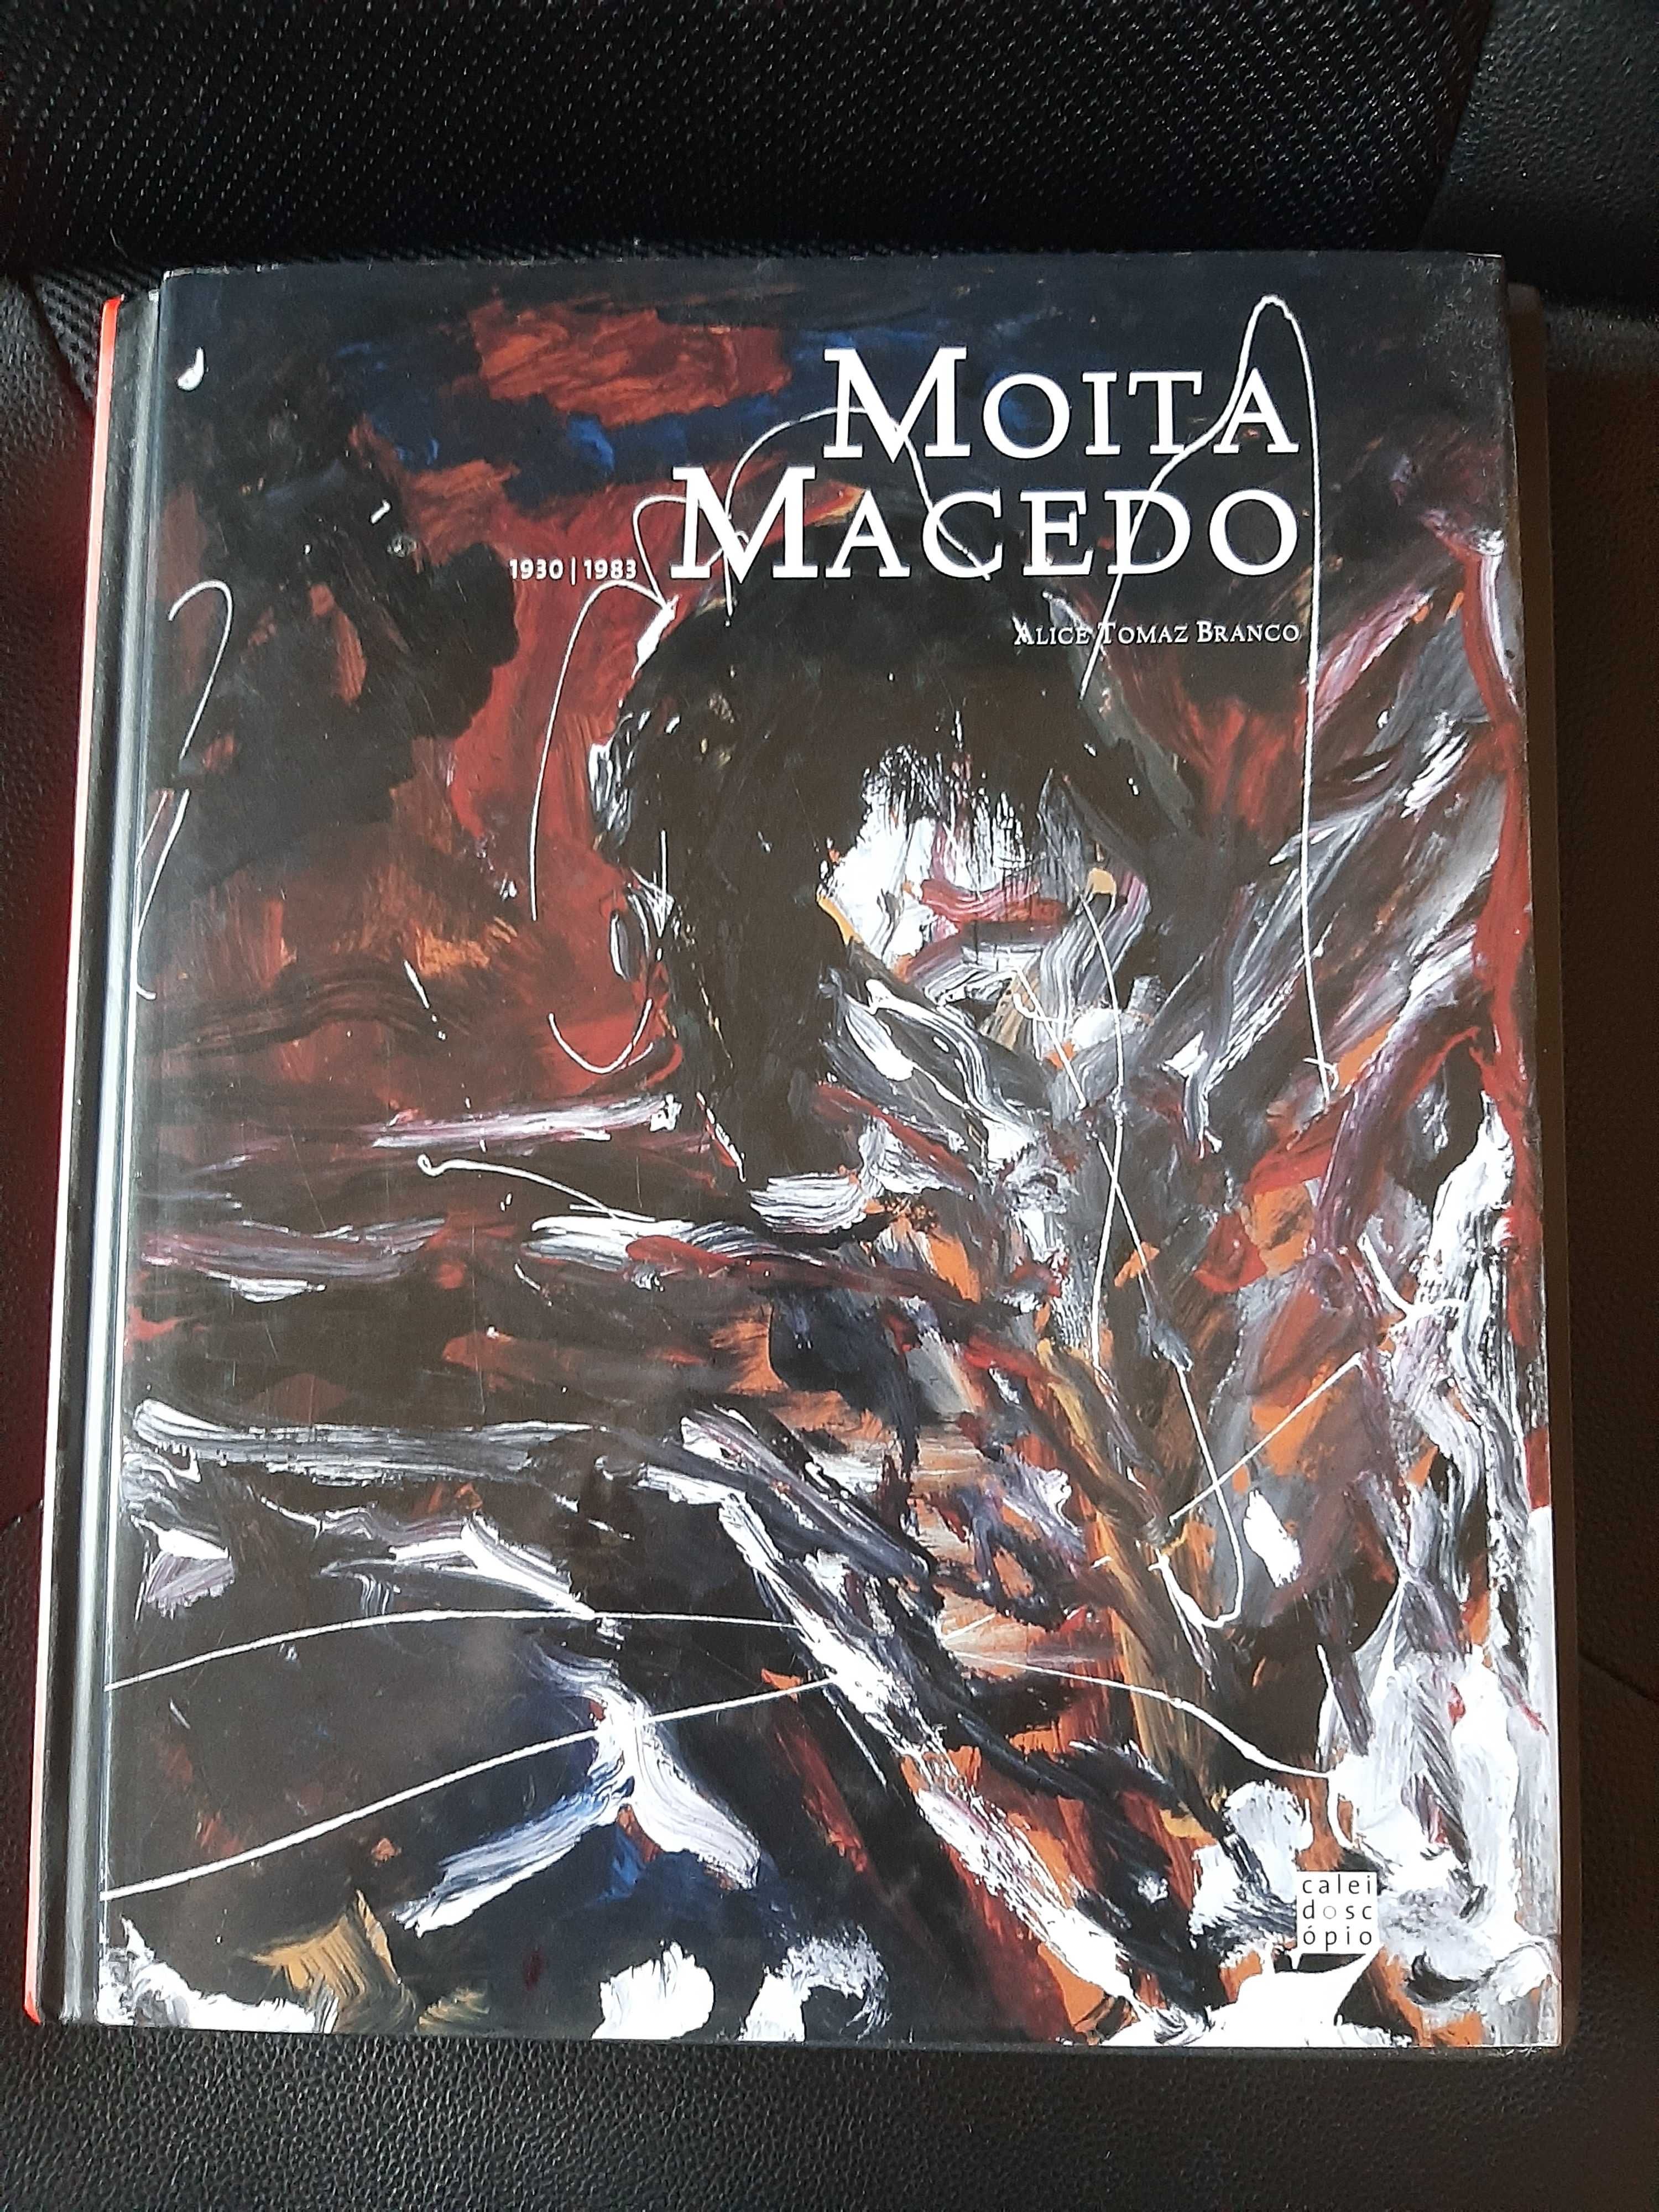 MOITA
MACEDO
1930 | 1983
ALICE TOMAZ BRANCO
calei
dosc
ópio